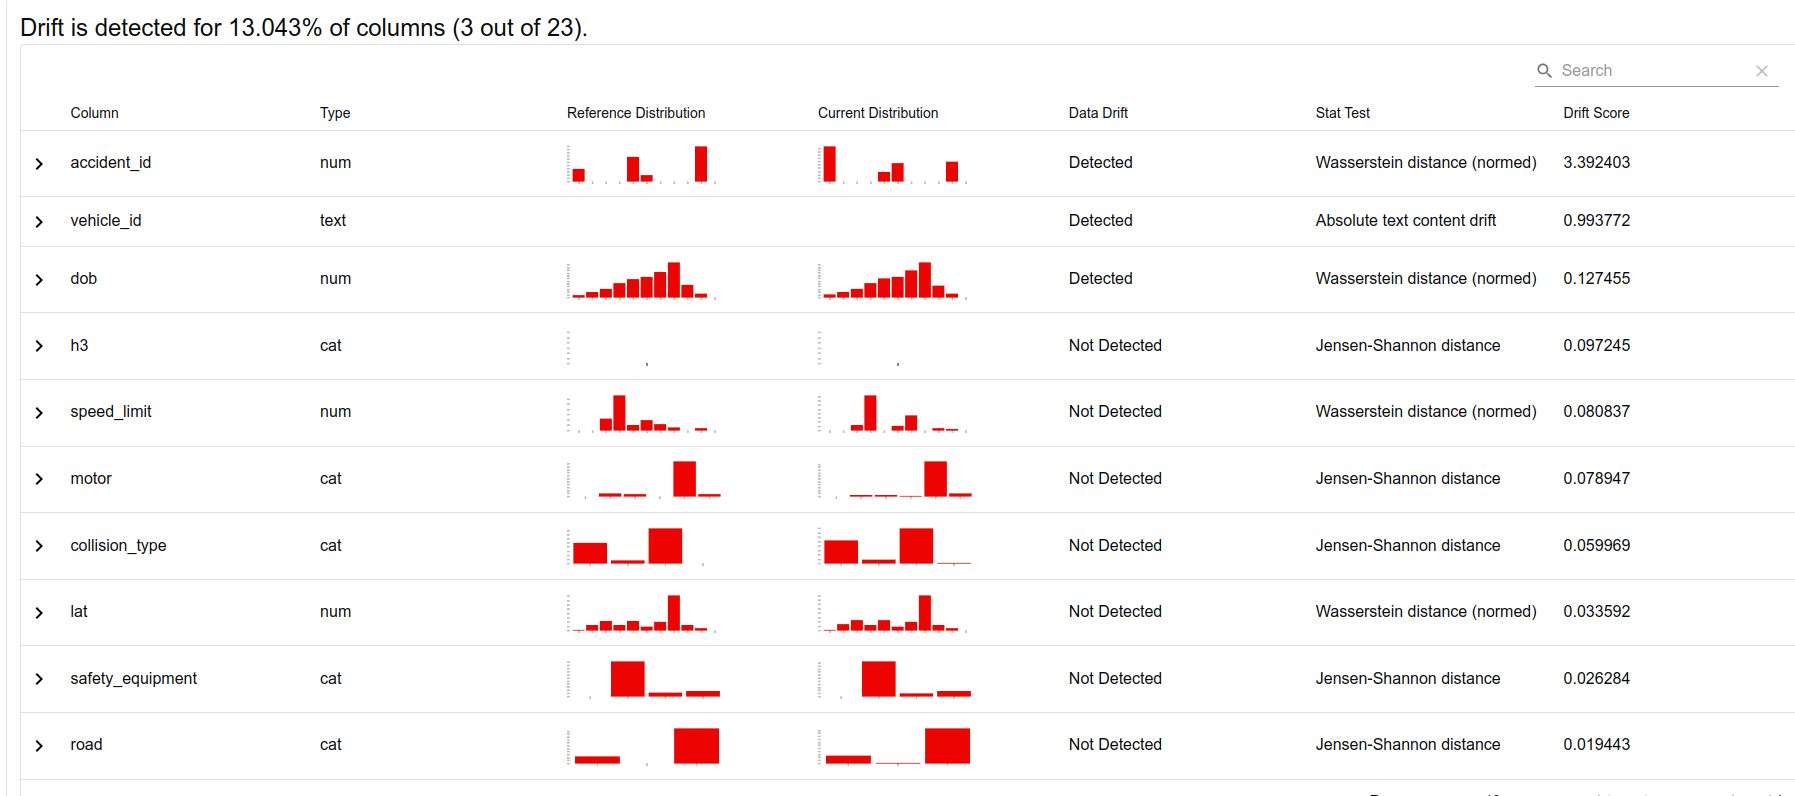 Drift is detected for 13.043% of columns (3 out of 23).
Search
Column Type Reference Distribution Current Distribution Data Drift Stat Test Drift Score
accident_id num Detected Wasserstein distance (normed) 3.392403
vehicle_id text Detected Absolute text content drift 0.993772
dob num Detected Wasserstein distance (normed) 0.127455
h3 cat Not Detected Jensen-Shannon distance 0.097245
speed_limit num Not Detected Wasserstein distance (normed) 0.080837
motor cat Not Detected Jensen-Shannon distance 0.078947
collision_type cat Not Detected Jensen-Shannon distance 0.059969
lat num Not Detected Wasserstein distance (normed) 0.033592
safety_equipment cat Not Detected Jensen-Shannon distance 0.026284
road cat Not Detected Jensen-Shannon distance 0.019443